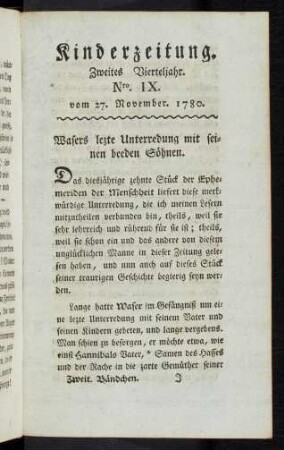 Kinderzeitung.
Zweites Vierteljahr.
Nro. IX.
vom 27. November. 1780.
Wasers lezte Unterredung mit sei-
nen beeden Söhnen.
Das diesjährige zehnte Stück der Ephe-
meriden der Menschheit liefert diese merk-
würdige Unterredung, die ich meinen Lesern
mitzutheilen verbunden bin, theils, weil sie
sehr lehrreich und rührend für sie ist; theils,
weil sie schon ein und das andere von diesem
unglücklichen Manne in dieser Zeitung gele-
sen haben, und nun auch auf dieses Stück
seiner traurigen Geschichte begierig seyn wer-
den.
Lange hatte Waser im Gefängniß um ei-
ne lezte Unterredung mit seinem Vater und
seinen Kindern gebeten, und lange vergebens.
Man schien zu besorgen, er möchte etwa, wie
einst Hannibals Vater, * Samen des Hasses
und der Rache in die zarte Gemüther seiner
Zweit. Bändchen. J